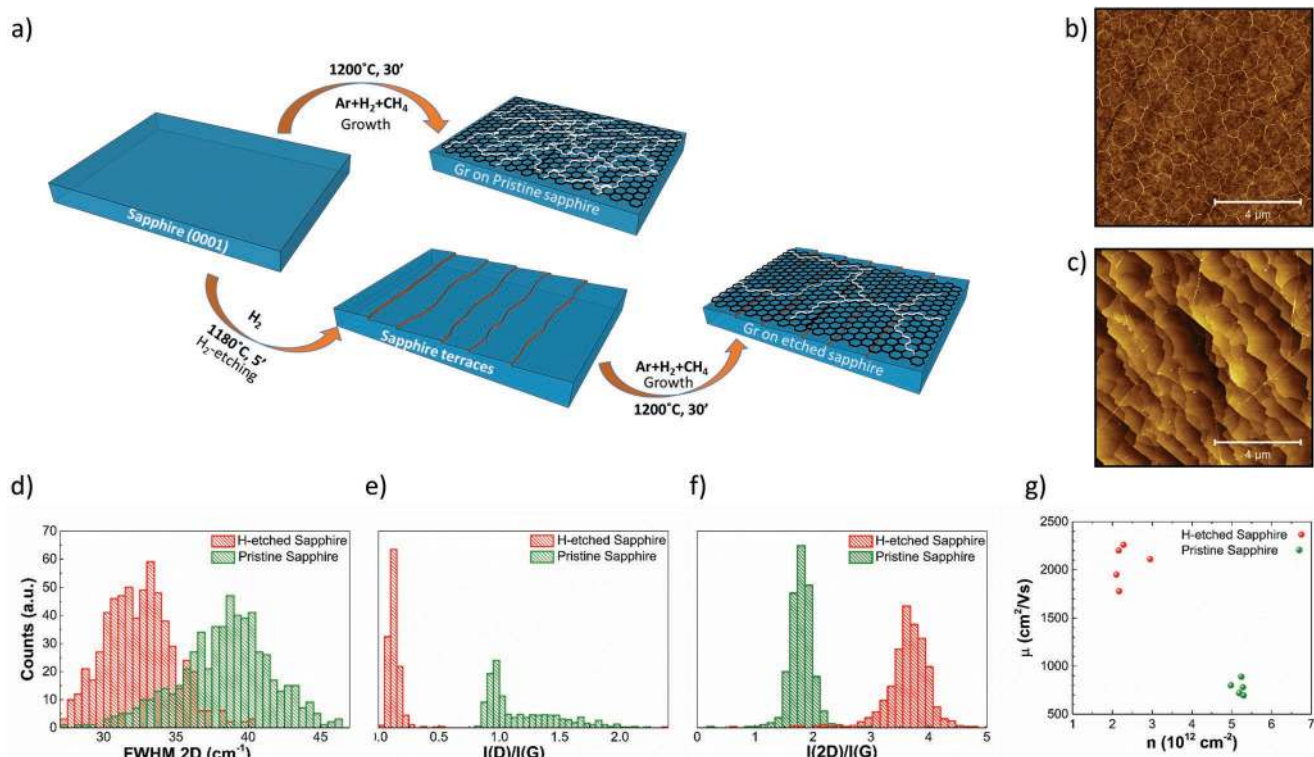 a)
1200°C, 30'
Ar+H₂+CH₄
Growth
Gr on Pristine sapphire
Sapphire (0001)
H₂
1180°C, 5'
H₂-etching
Sapphire terraces
Ar+H₂+CH₄
Growth
1200°C, 30'
Gr on etched sapphire
b)
4 µm
c)
4 µm
d)
Counts (a.u.)
70
60
50
40
30
20
10
0
H-etched Sapphire
Pristine Sapphire
30 35 40 45
FWHM 2D (cm⁻¹)
e)
H-etched Sapphire
Pristine Sapphire
1.0 2.0
I(D)/I(G)
f)
H-etched Sapphire
Pristine Sapphire
0 1 2 3 4 5
I(2D)/I(G)
g)
µ (cm²/Vs)
2500
2000
1500
1000
500
H-etched Sapphire
Pristine Sapphire
1 2 3 4 5 6 7
n (10¹² cm⁻²)